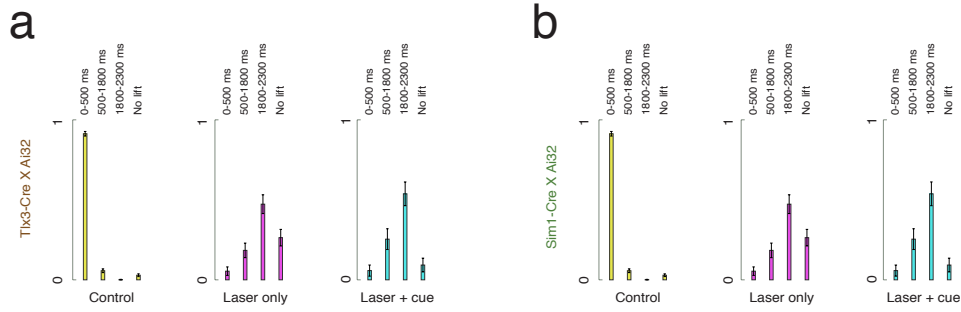 a
b
0-500 ms
500-1800 ms
1800-2300 ms
No lift
0-500 ms
500-1800 ms
1800-2300 ms
No lift
0-500 ms
500-1800 ms
1800-2300 ms
No lift
0-500 ms
500-1800 ms
1800-2300 ms
No lift
0-500 ms
500-1800 ms
1800-2300 ms
No lift
0-500 ms
500-1800 ms
1800-2300 ms
No lift
1
1
1
1
1
1
Tlx3-Cre X Ai32
Sim1-Cre X Ai32
0
0
0
0
0
0
Control
Laser only
Laser + cue
Control
Laser only
Laser + cue